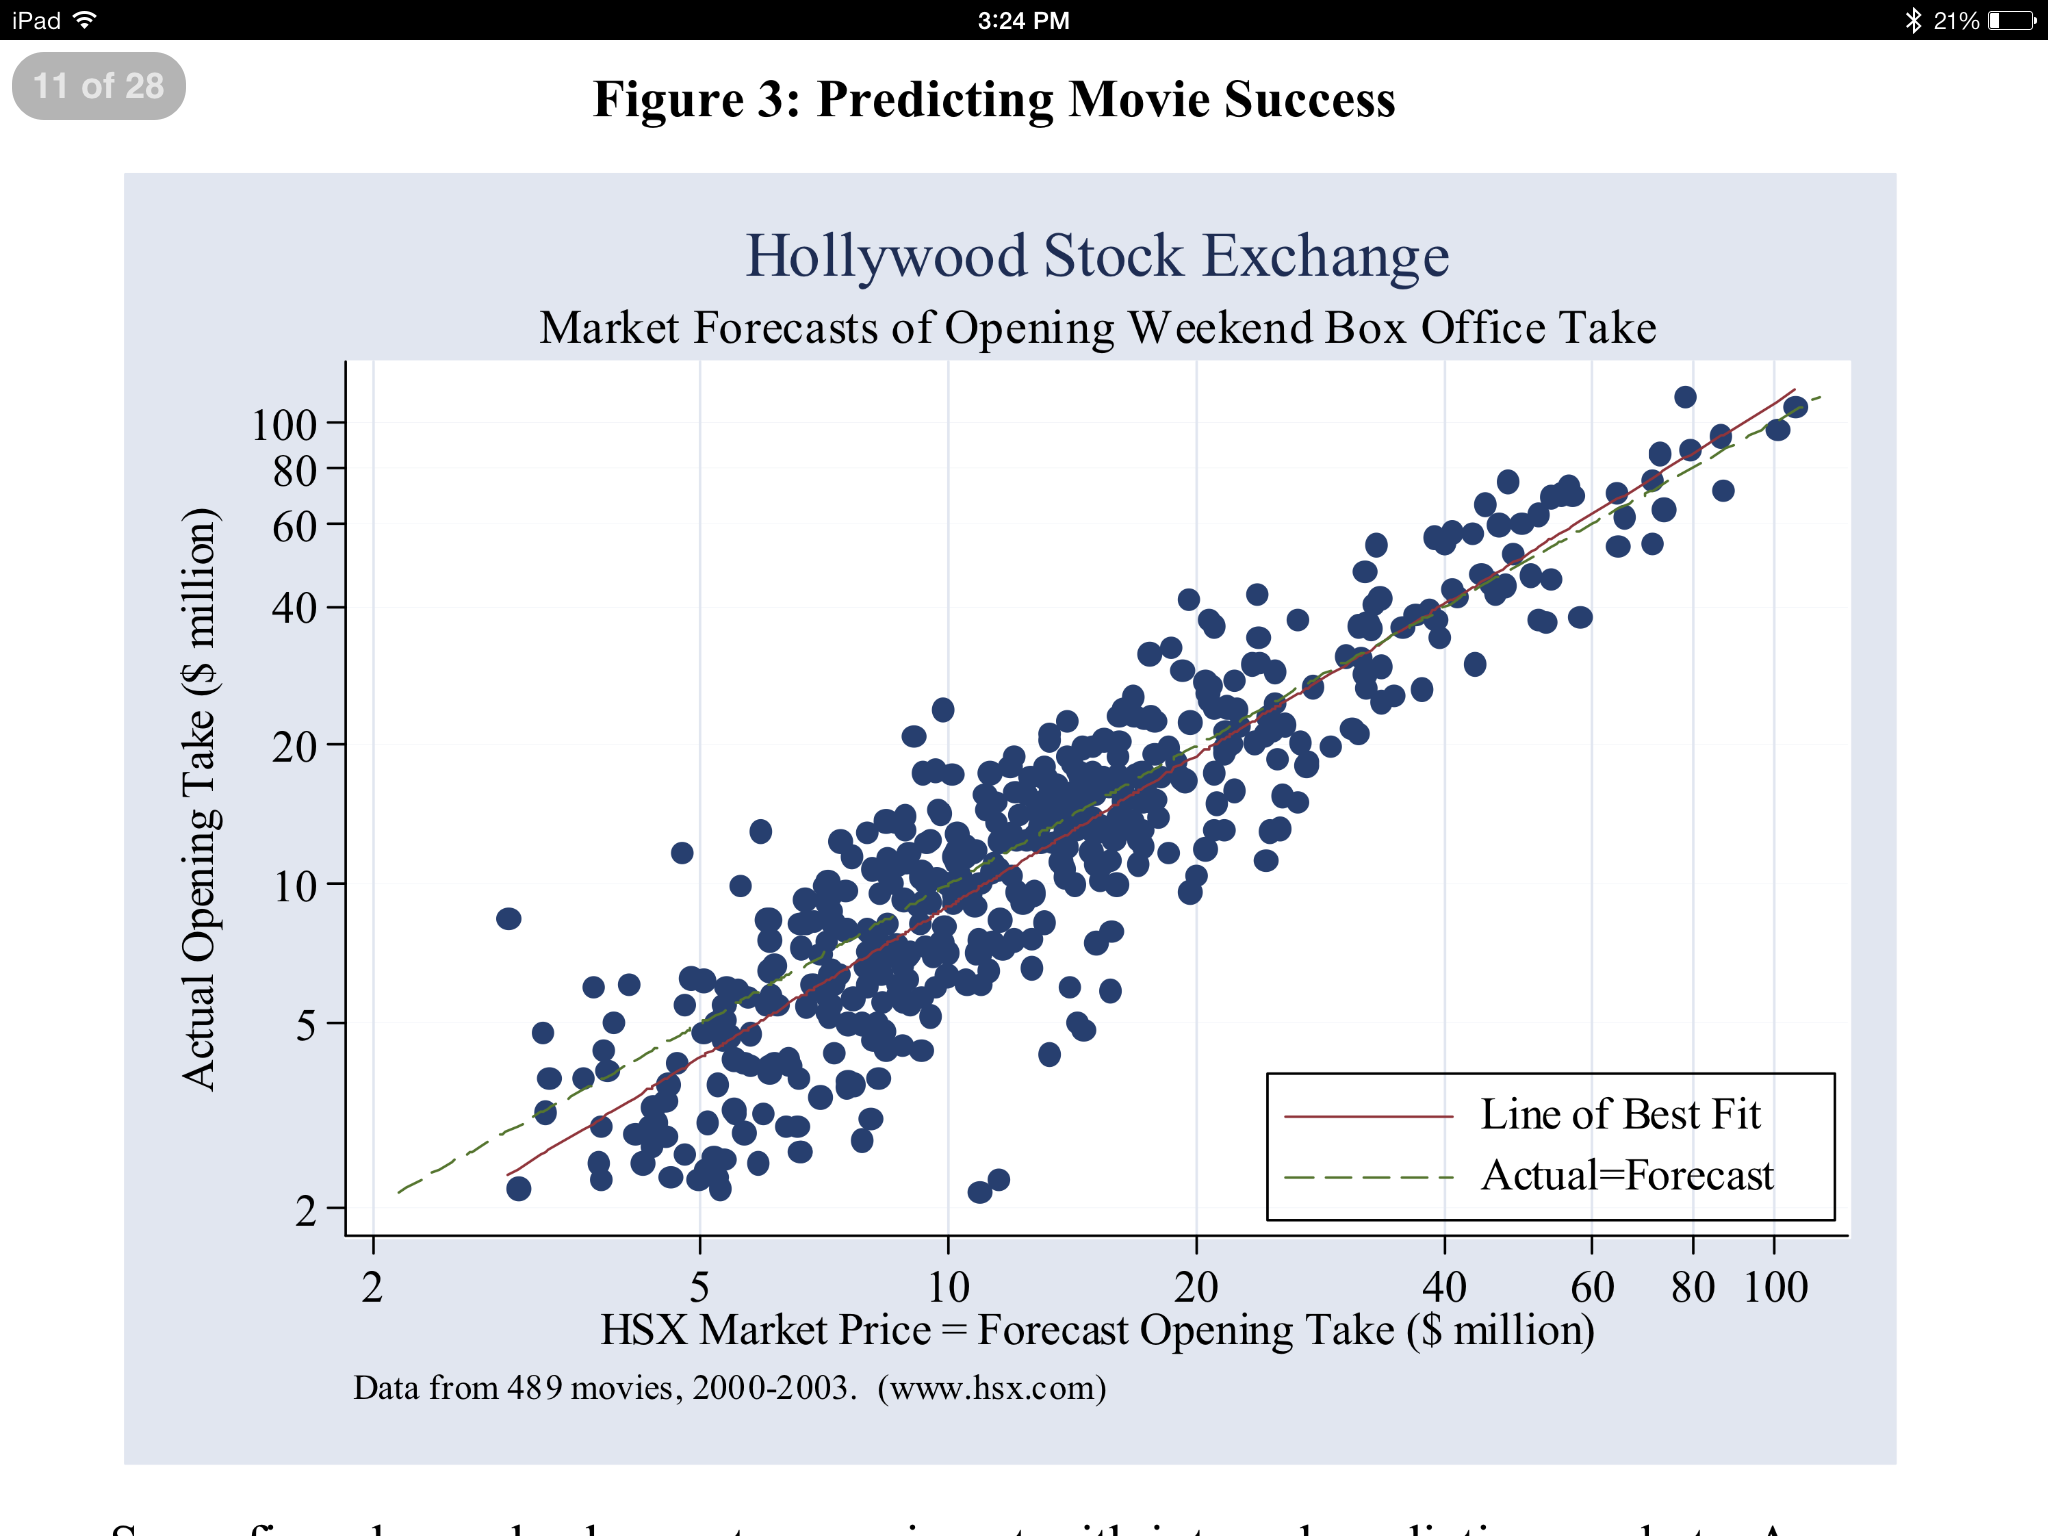 iPad 3:24 PM 21%
11 of 28
Figure 3: Predicting Movie Success
Hollywood Stock Exchange
Market Forecasts of Opening Weekend Box Office Take
Actual Opening Take ($ million)
100
80
60
40
20
10
5
2
Line of Best Fit
Actual=Forecast
2 5 10 20 40 60 80 100
HSX Market Price = Forecast Opening Take ($ million)
Data from 489 movies, 2000-2003. (www.hsx.com)